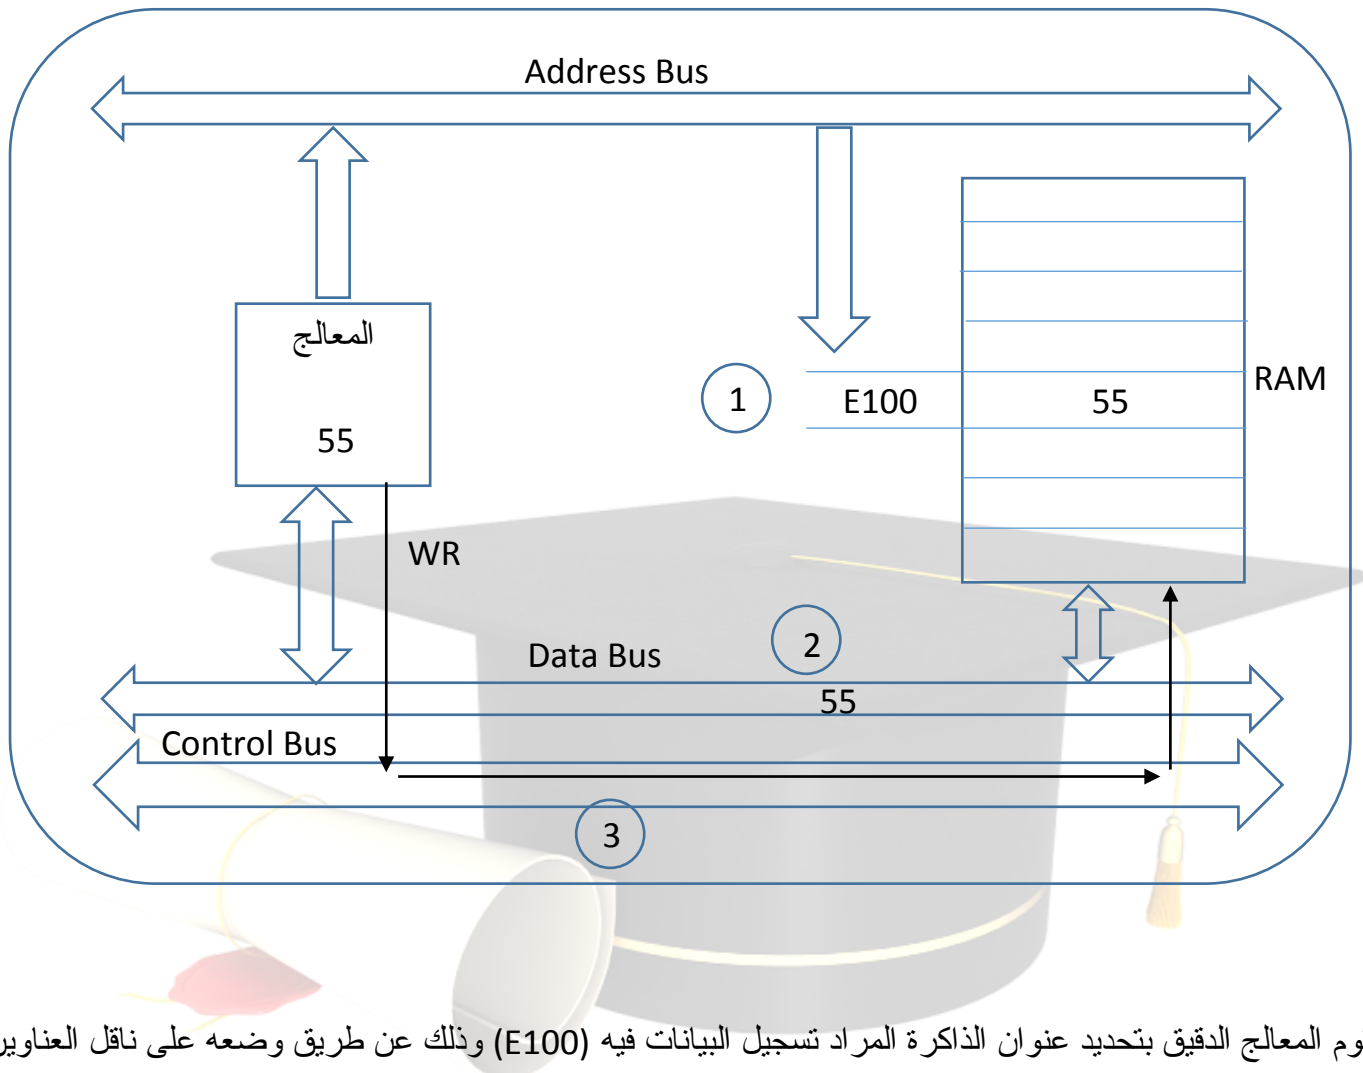 Address Bus
المعالج
RAM
1
E100
55
55
WR
2
Data Bus
55
Control Bus
3
المعالج الدقيق بتحديد عنوان الذاكرة المراد تسجيل البيانات فيه (E100) وذلك عن طريق وضعه على ناقل العناوين